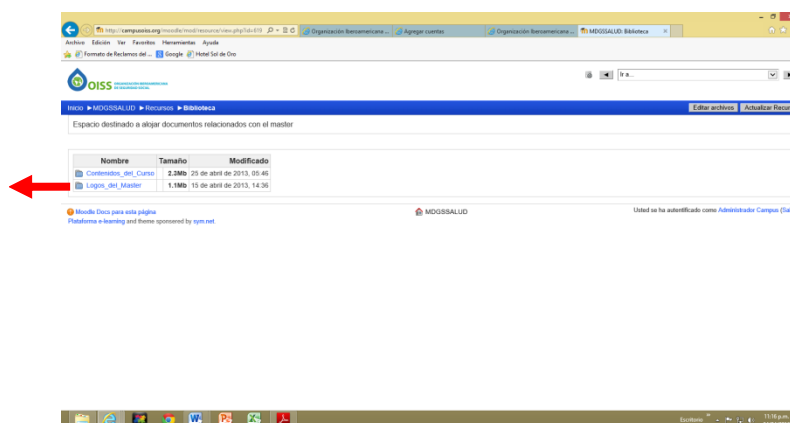 http://campusoiss.org/moodle/mod/resource/view.php?id=819
Organización Iberoamericana ...
Agregar cuentas
Organización Iberoamericana ...
MDGSSALUD: Biblioteca
Archivo Edición Ver Favoritos Herramientas Ayuda
Formato de Reclamos del ... Google Hotel Sol de Oro
OISS
Ir a...
Inicio ►MDGSSALUD ►Recursos ►Biblioteca
Editar archivos Actualizar Recur
Espacio destinado a alojar documentos relacionados con el master
Nombre Tamaño Modificado
Contenidos_del_Curso 2.3Mb 25 de abril de 2013, 05:46
Logos_del_Master 1.1Mb 15 de abril de 2013, 14:36
Moodle Docs para esta página
MDGSSALUD
Usted se ha autentificado como Administrador Campus (Sal
Plataforma e-learning and theme sponsered by sym.net.
Escritorio
11:16 p.m.